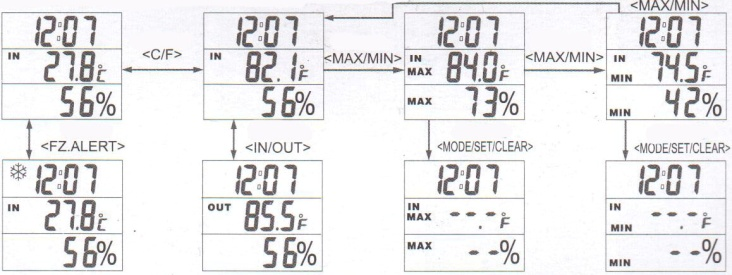 <MAX/MIN>
12:07
IN 27.8°C
56%
<C/F>
12:07
IN 82.1°F
56%
<MAX/MIN>
12:07
IN MAX 84.0°F
MAX 73%
<MAX/MIN>
12:07
IN MIN 74.5°F
MIN 42%
<FZ.ALERT>
<IN/OUT>
<MODE/SET/CLEAR>
<MODE/SET/CLEAR>
12:07
IN 27.8°C
56%
12:07
OUT 85.5°F
56%
12:07
IN MAX --.-°F
MAX --%
12:07
IN MIN --.-°F
MIN --%